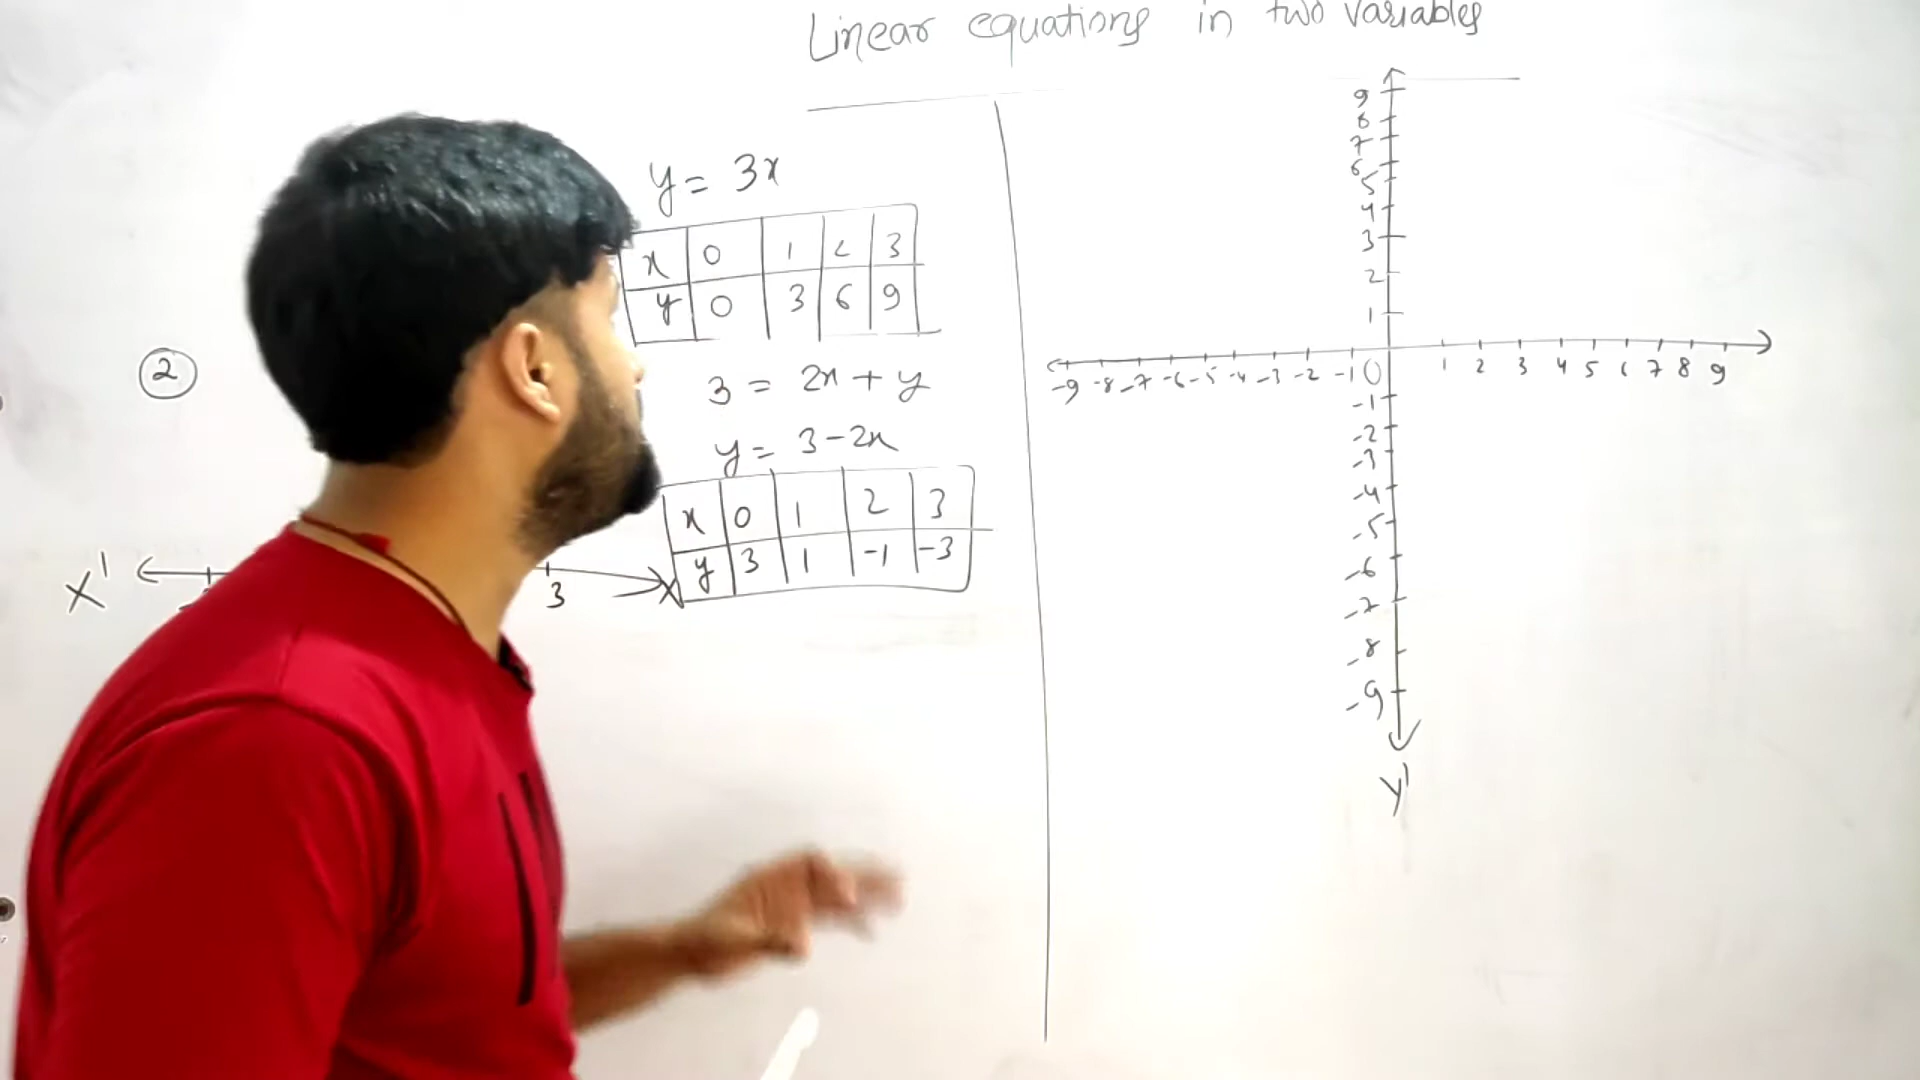 Linear equations in two variables
y = 3x
x 0 1 2 3
y 0 3 6 9
3 = 2x + y
y = 3 - 2x
x 0 1 2 3
y 3 1 -1 -3
2
X' 3 X
9
8
7
6
5
4
3
2
1
-9 -8 -7 -6 -5 -4 -3 -2 -1 0 1 2 3 4 5 6 7 8 9
-1
-2
-3
-4
-5
-6
-7
-8
-9
y'